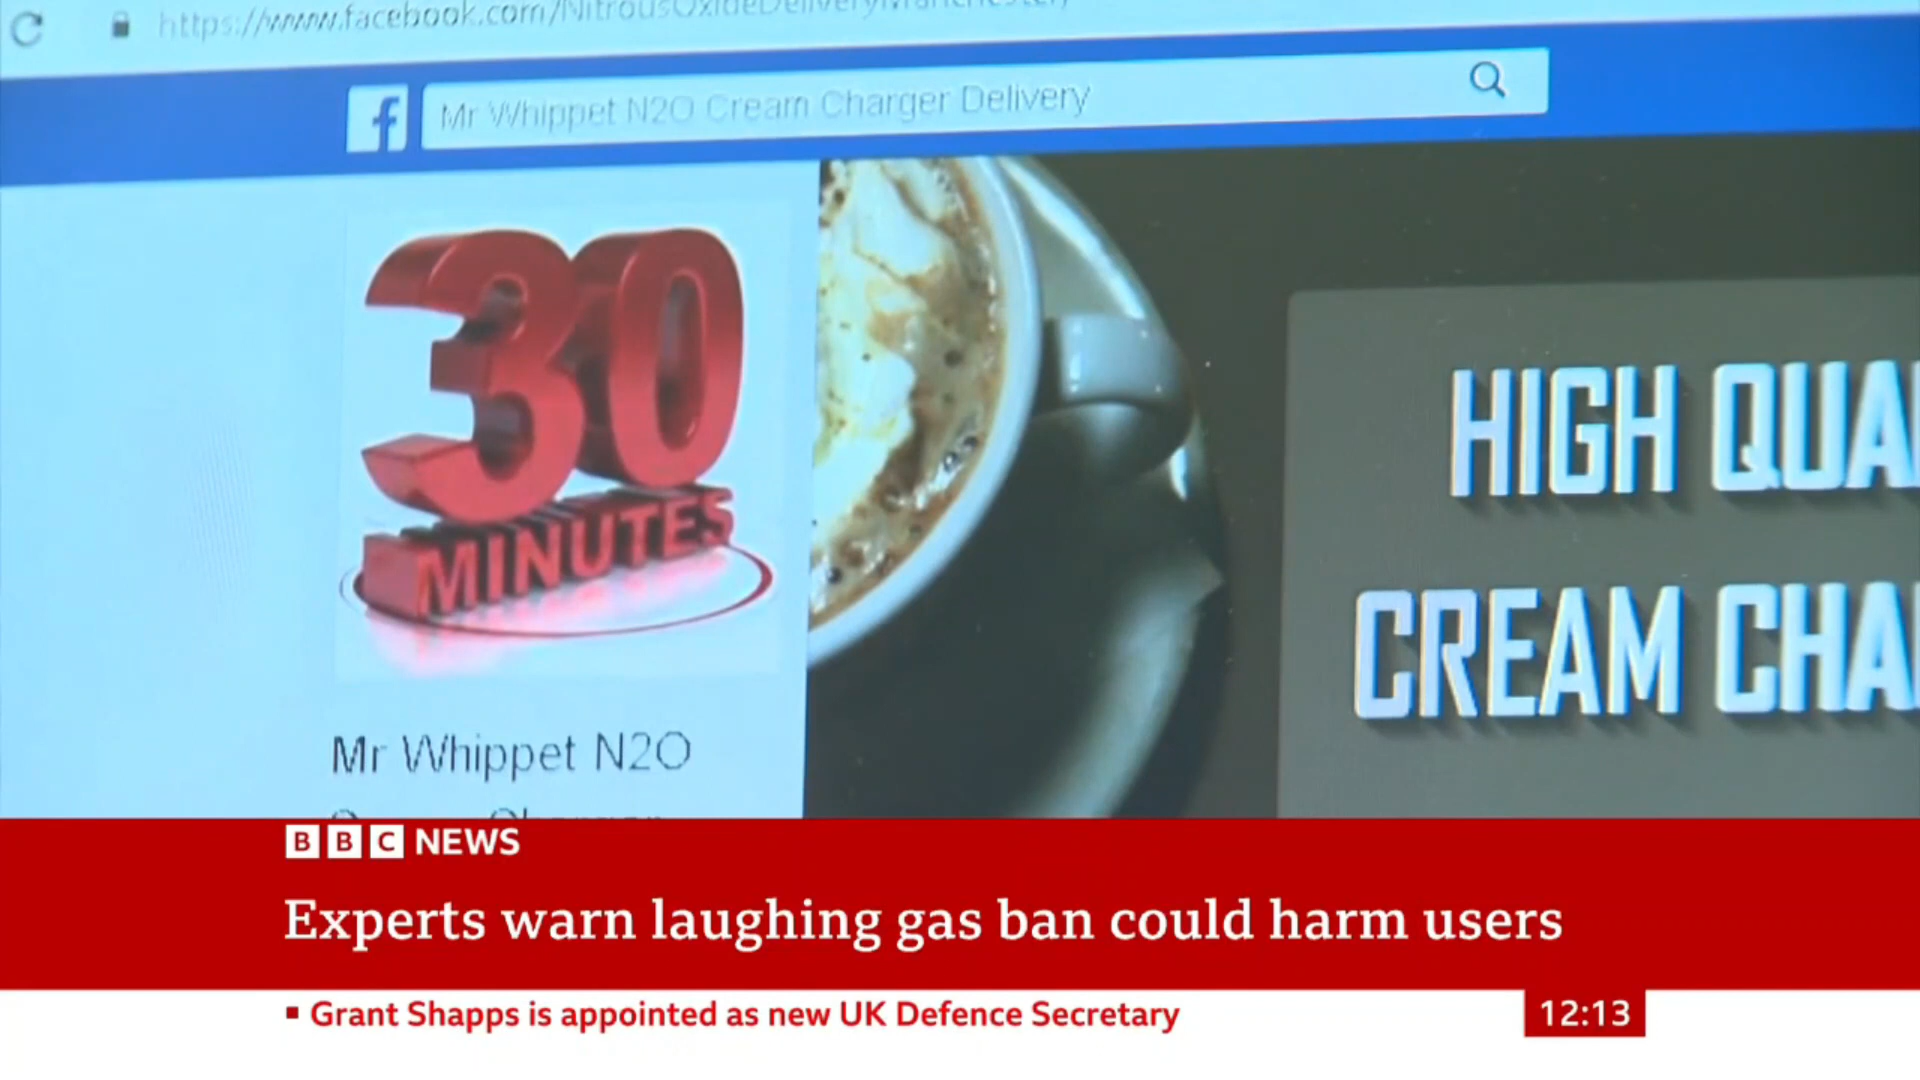 https://www.facebook.com/NitrousOxideDeliveryManchester/
f
Mr Whippet N2O Cream Charger Delivery
30
MINUTES
HIGH QUA
CREAM CHA
Mr Whippet N2O
BBC NEWS
Experts warn laughing gas ban could harm users
Grant Shapps is appointed as new UK Defence Secretary
12:13